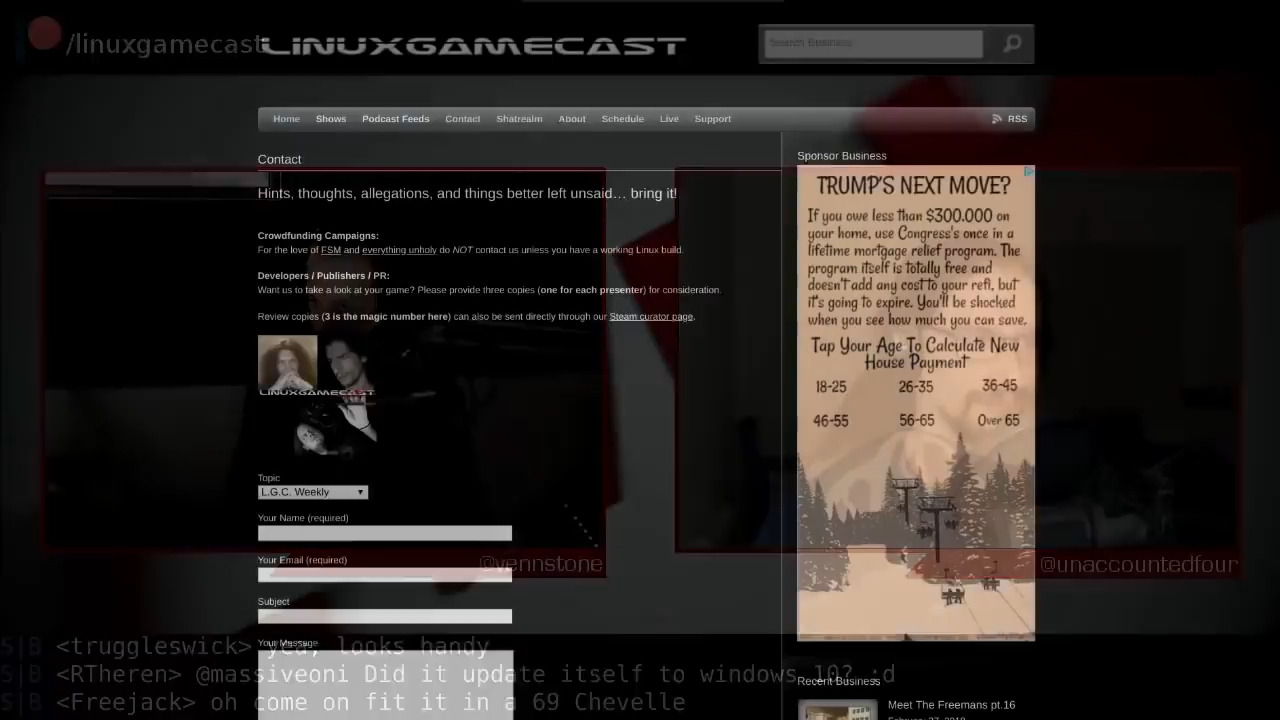 /linuxgamecast
LINUXGAMECAST
Search Business
Home Shows Podcast Feeds Contact Shatrealm About Schedule Live Support RSS
Contact
Hints, thoughts, allegations, and things better left unsaid… bring it!
Crowdfunding Campaigns:
For the love of FSM and everything unholy do NOT contact us unless you have a working Linux build.
Developers / Publishers / PR:
Want us to take a look at your game? Please provide three copies (one for each presenter) for consideration.
Review copies (3 is the magic number here) can also be sent directly through our Steam curator page.
LINUXGAMECAST
Topic
L.G.C. Weekly
Your Name (required)
Your Email (required)
Subject
Your Message
Sponsor Business
TRUMP'S NEXT MOVE?
If you owe less than $300.000 on
your home, use Congress's once in a
lifetime mortgage relief program. The
program itself is totally free and
doesn't add any cost to your refi, but
it's going to expire. You'll be shocked
when you see how much you can save.
Tap Your Age To Calculate New
House Payment
18-25 26-35 36-45
46-55 56-65 Over 65
@vennstone
@unaccountedfour
S|B <truggleswick> yea, looks handy
S|B <RTheren> @massiveoni Did it update itself to windows 10? :d
S|B <Freejack> oh come on fit it in a 69 Chevelle
Recent Business
Meet The Freemans pt.16